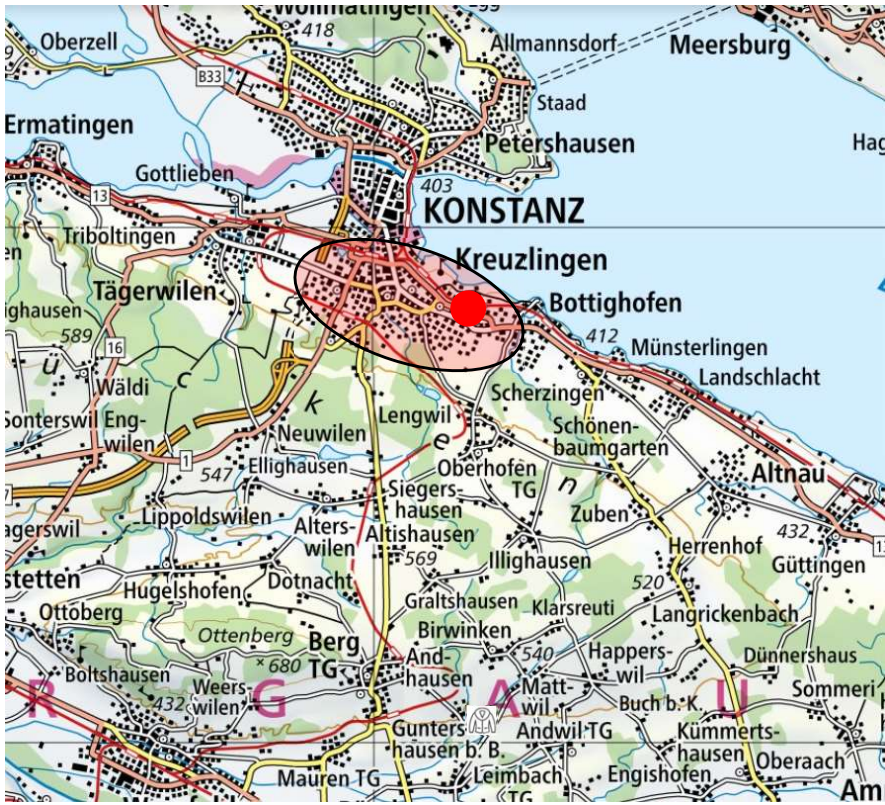 Wollmatingen
Oberzell
418
Allmannsdorf
Meersburg
B33
Staad
Ermatingen
Petershausen
Gottlieben
403
13
KONSTANZ
Triboltingen
Kreuzlingen
Tägerwilen
Bottighofen
ighausen
589
412
16
Münsterlingen
ü
c
Landschlacht
Wäldi
k
Scherzingen
Lengwil
Sonterswil
Eng-
wilen
Neuwilen
e
Schönen-
baumgarten
1
547
Ellighausen
Oberhofen
TG
n
Altnau
Siegers-
hausen
Lippoldswilen
Zuben
agerswil
Alters-
wilen
Altishausen
432
569
Illighausen
Herrenhof
Güttingen
stetten
Hugelshofen
Dotnacht
520
Graltshausen
Klarsreuti
Langrickenbach
Ottoberg
Ottenberg
Berg
TG
Birwinken
680
And-
hausen
540
Happers-
wil
Dünnershaus
Boltshausen
Weers-
wilen
R
G
A
U
Matt-
wil
Buch b. K.
Sommeri
432
Gunters-
hausen b. B.
Andwil TG
Kümmerts-
hausen
Mauren TG
Leimbach
TG
Engishofen
Oberaach
Am